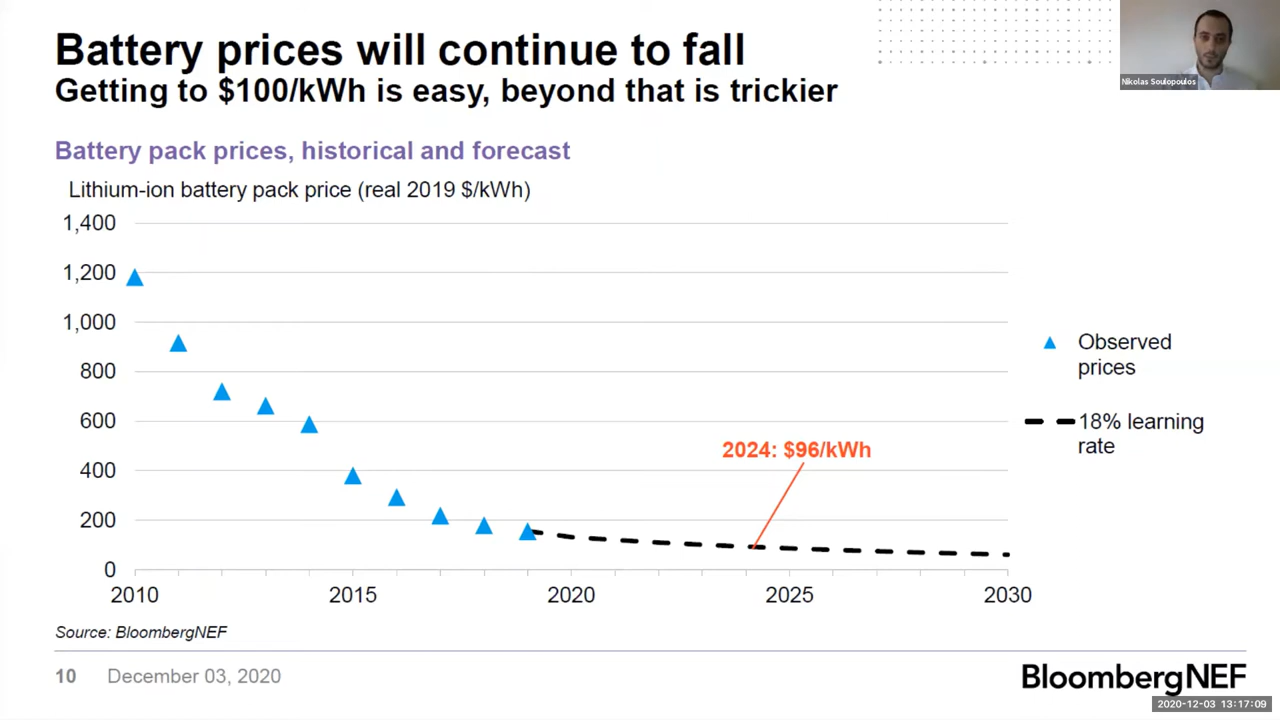 Battery prices will continue to fall
Getting to $100/kWh is easy, beyond that is trickier
Nikolas Soulopoulos
Battery pack prices, historical and forecast
Lithium-ion battery pack price (real 2019 $/kWh)
1,400
1,200
1,000
800
600
400
200
0
2010 2015 2020 2025 2030
2024: $96/kWh
Observed
prices
18% learning
rate
Source: BloombergNEF
10 December 03, 2020
BloombergNEF
2020-12-03 13:17:09